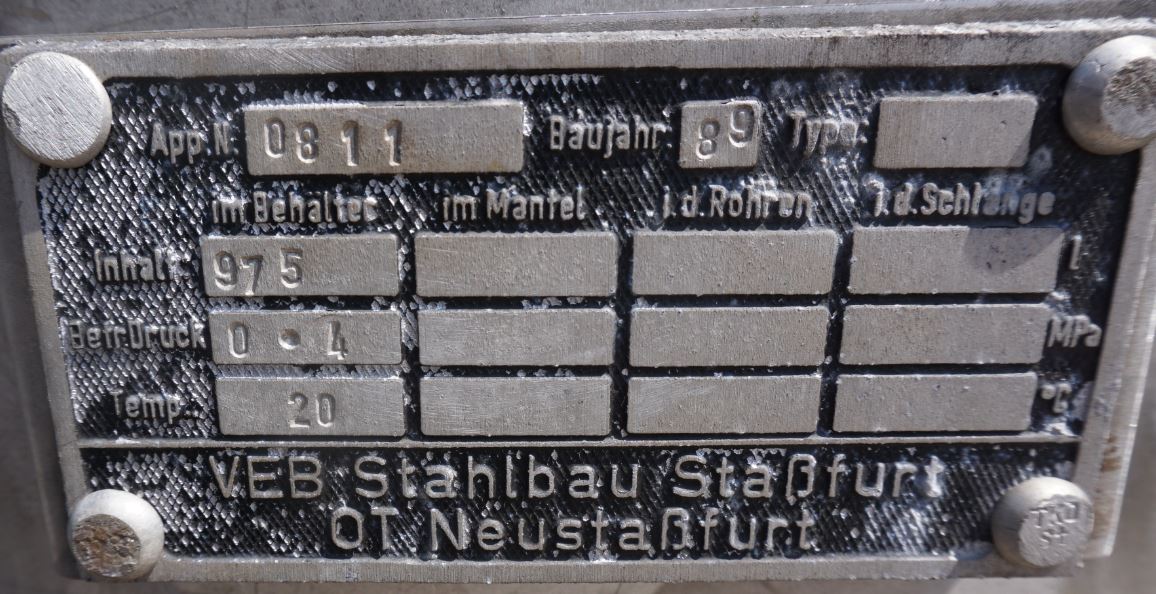 App.N. 0811 Baujahr. 89 Type:
im Behälter im Mantel i.d.Rohren i.d.Schlange
Inhalt 975 l
Betr.Druck 0.4 MPa
Temp. 20 °C
VEB Stahlbau Staßfurt
OT Neustaßfurt